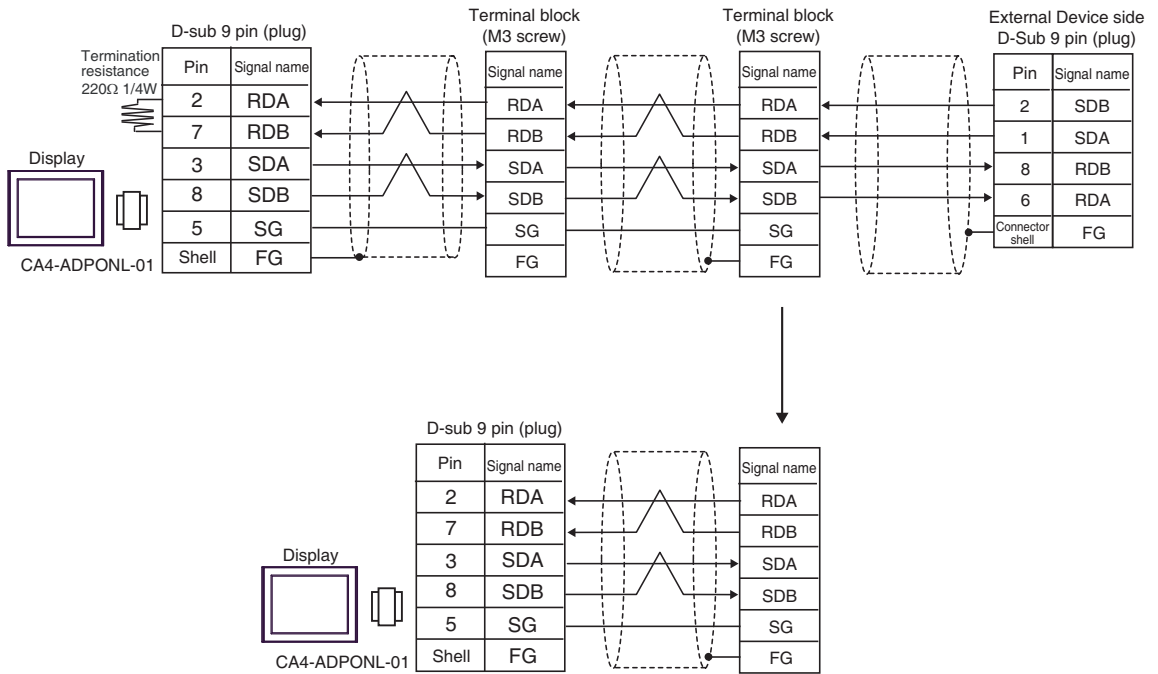 Terminal block
(M3 screw)
Terminal block
(M3 screw)
External Device side
D-Sub 9 pin (plug)
D-sub 9 pin (plug)
Termination
resistance
220Ω 1/4W
Pin Signal name
2 RDA
7 RDB
3 SDA
8 SDB
5 SG
Shell FG
Display
CA4-ADPONL-01
Signal name
RDA
RDB
SDA
SDB
SG
FG
Signal name
RDA
RDB
SDA
SDB
SG
FG
Pin Signal name
2 SDB
1 SDA
8 RDB
6 RDA
Connector
shell
FG
D-sub 9 pin (plug)
Pin Signal name
2 RDA
7 RDB
3 SDA
8 SDB
5 SG
Shell FG
Display
CA4-ADPONL-01
Signal name
RDA
RDB
SDA
SDB
SG
FG